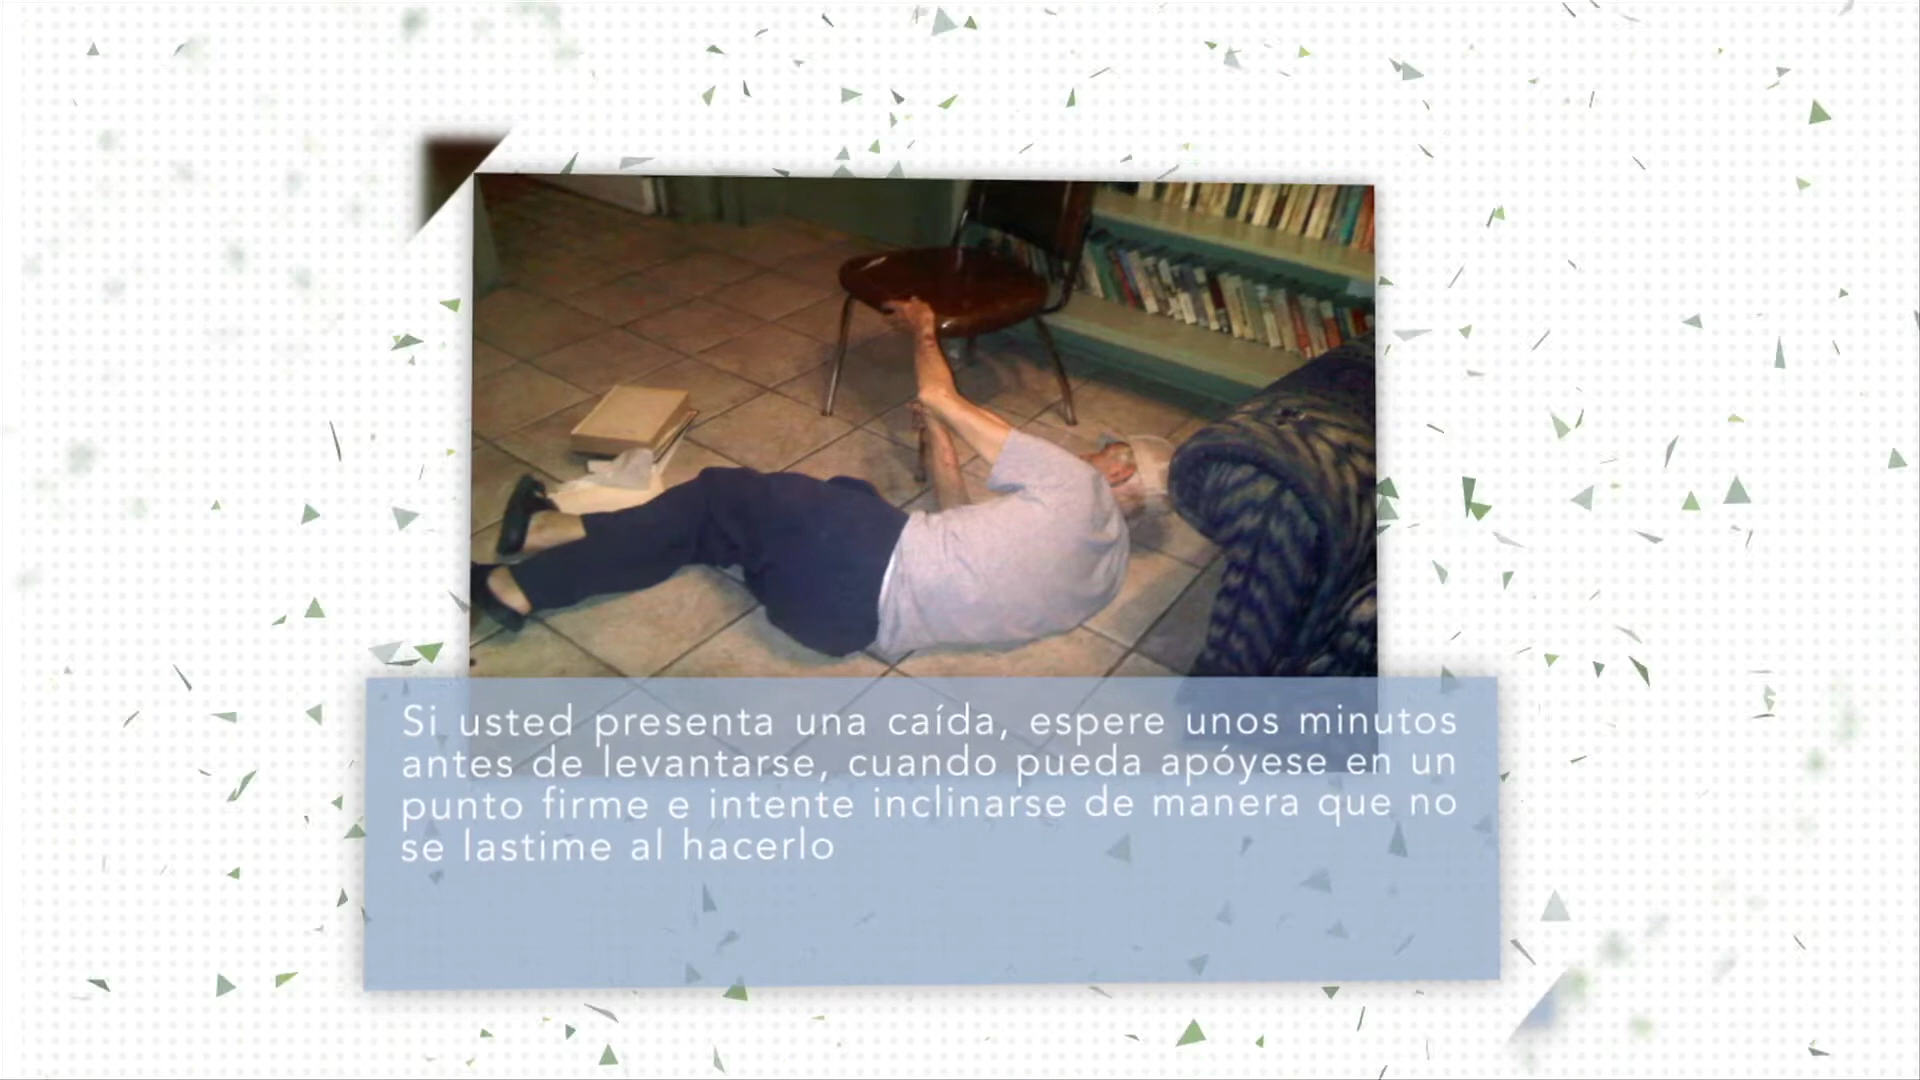 Si usted presenta una caída, espere unos minutos
antes de levantarse, cuando pueda apóyese en un
punto firme e intente inclinarse de manera que no
se lastime al hacerlo